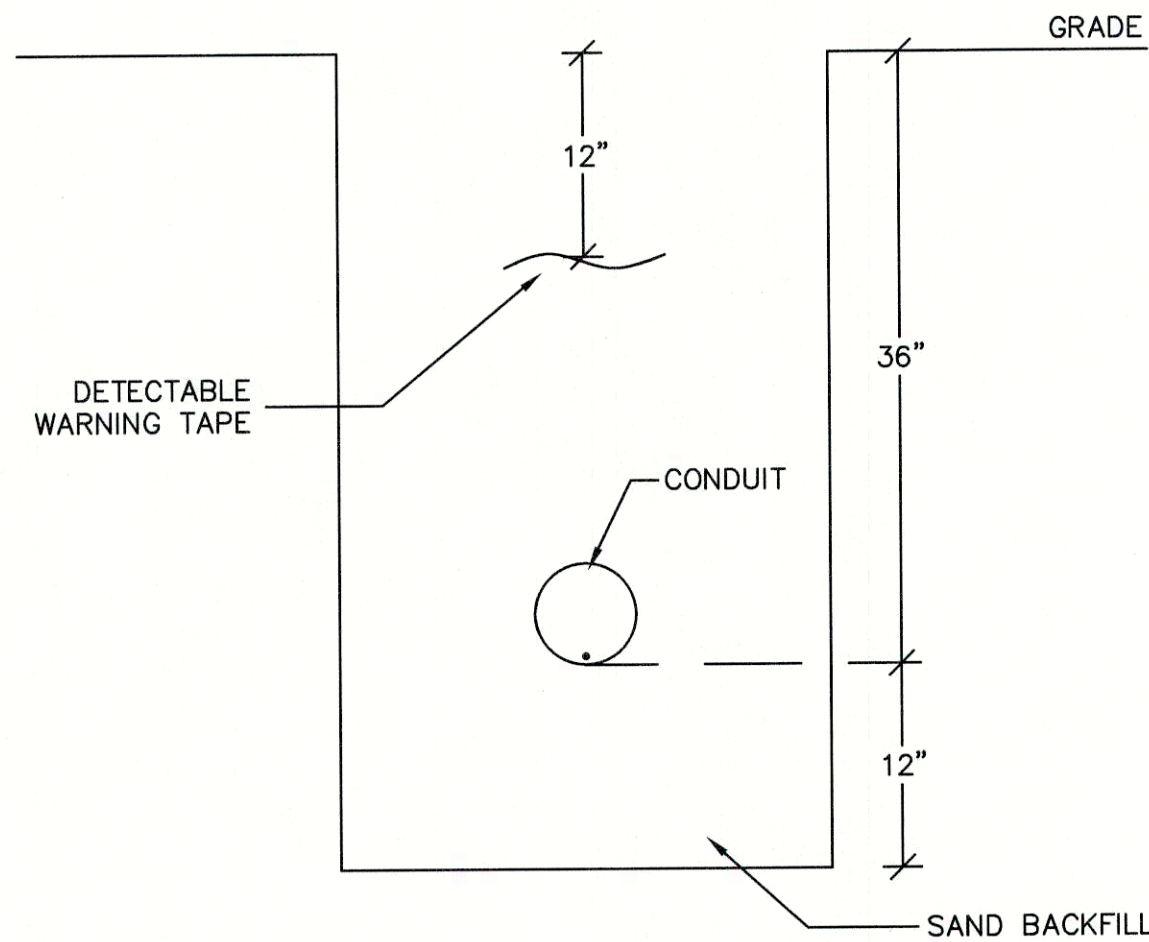 GRADE
12"
36"
DETECTABLE
WARNING TAPE
CONDUIT
12"
SAND BACKFILL